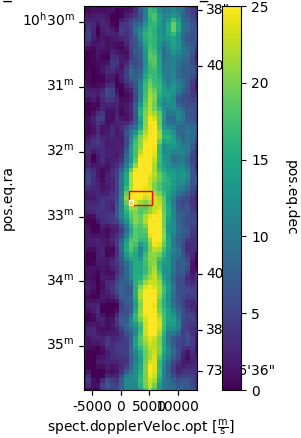 10ʰ30ᵐ
31ᵐ
32ᵐ
33ᵐ
34ᵐ
35ᵐ
pos.eq.ra
38"
40
40
38
73
5'36"
25
20
15
10
5
0
pos.eq.dec
-5000 0 5000 10000
spect.dopplerVeloc.opt [m/s]